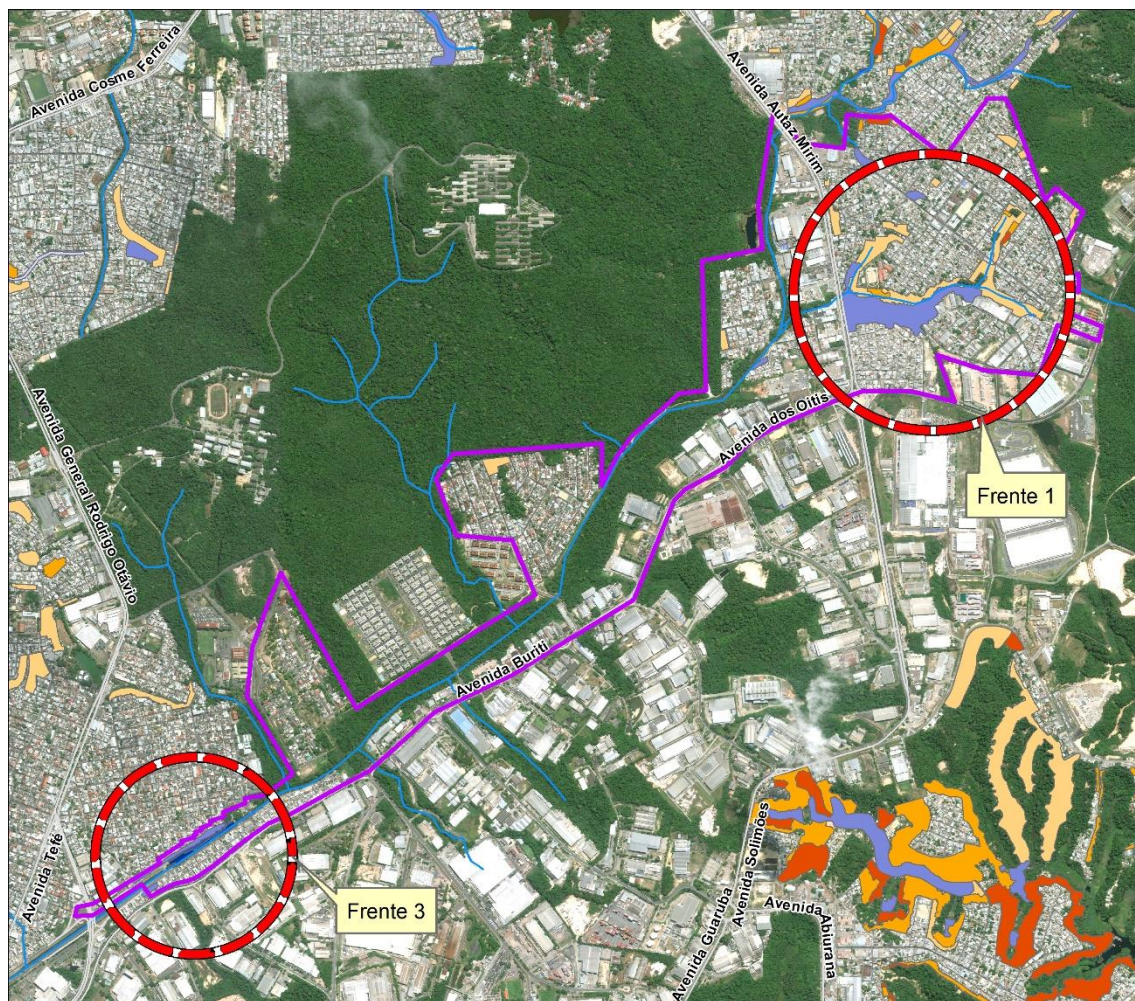 Avenida Cosme Ferreira
Avenida Autaz Mirim
Avenida General Rodrigo Otávio
Avenida dos Oitis
Frente 1
Avenida Buriti
Avenida Solimões
Avenida Tefé
Frente 3
Avenida Abiurana
Avenida Guaruba